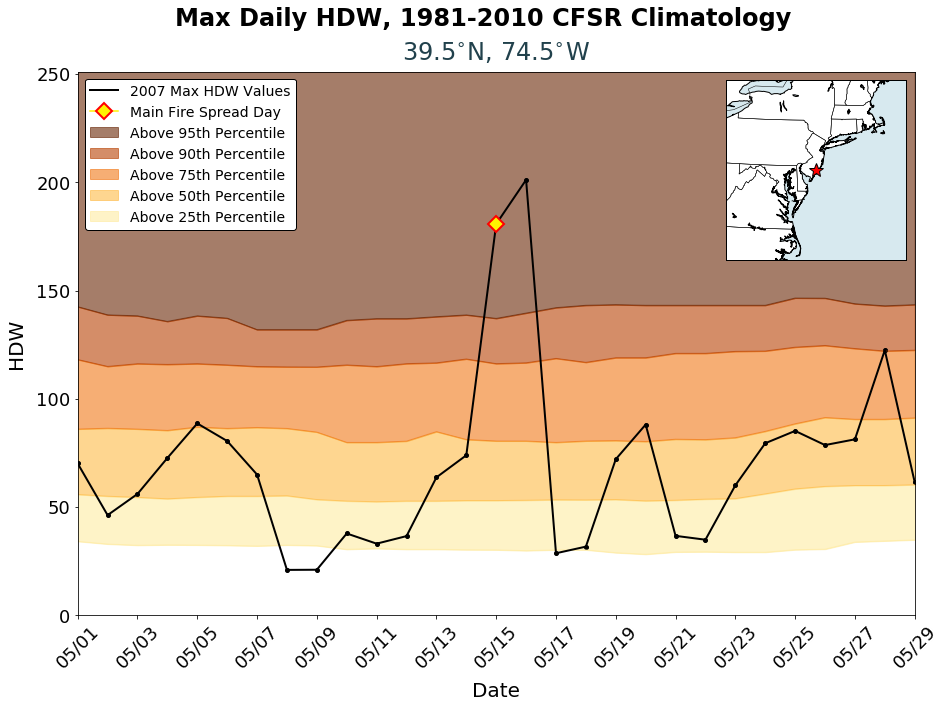 Max Daily HDW, 1981-2010 CFSR Climatology
39.5°N, 74.5°W
250
200
150
100
50
0
HDW
2007 Max HDW Values
Main Fire Spread Day
Above 95th Percentile
Above 90th Percentile
Above 75th Percentile
Above 50th Percentile
Above 25th Percentile
05/01 05/03 05/05 05/07 05/09 05/11 05/13 05/15 05/17 05/19 05/21 05/23 05/25 05/27 05/29
Date